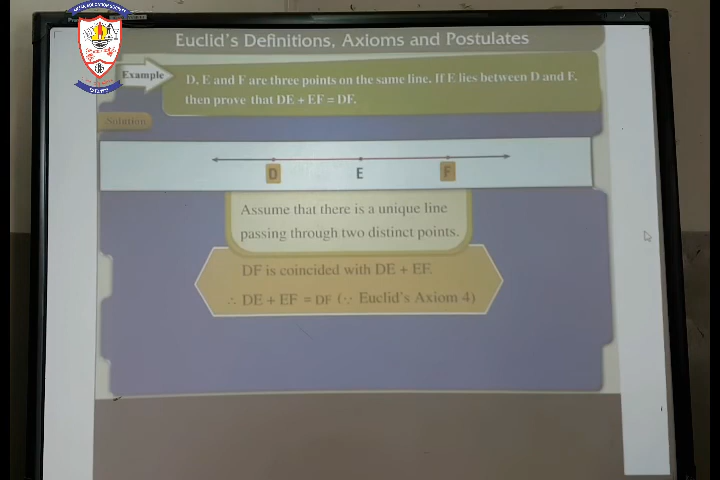 Euclid's Definitions, Axioms and Postulates
Example
D, E and F are three points on the same line. If E lies between D and F,
then prove that DE + EF = DF.
Solution
D E F
Assume that there is a unique line
passing through two distinct points.
DF is coincided with DE + EF.
∴ DE + EF = DF (∵ Euclid's Axiom 4)